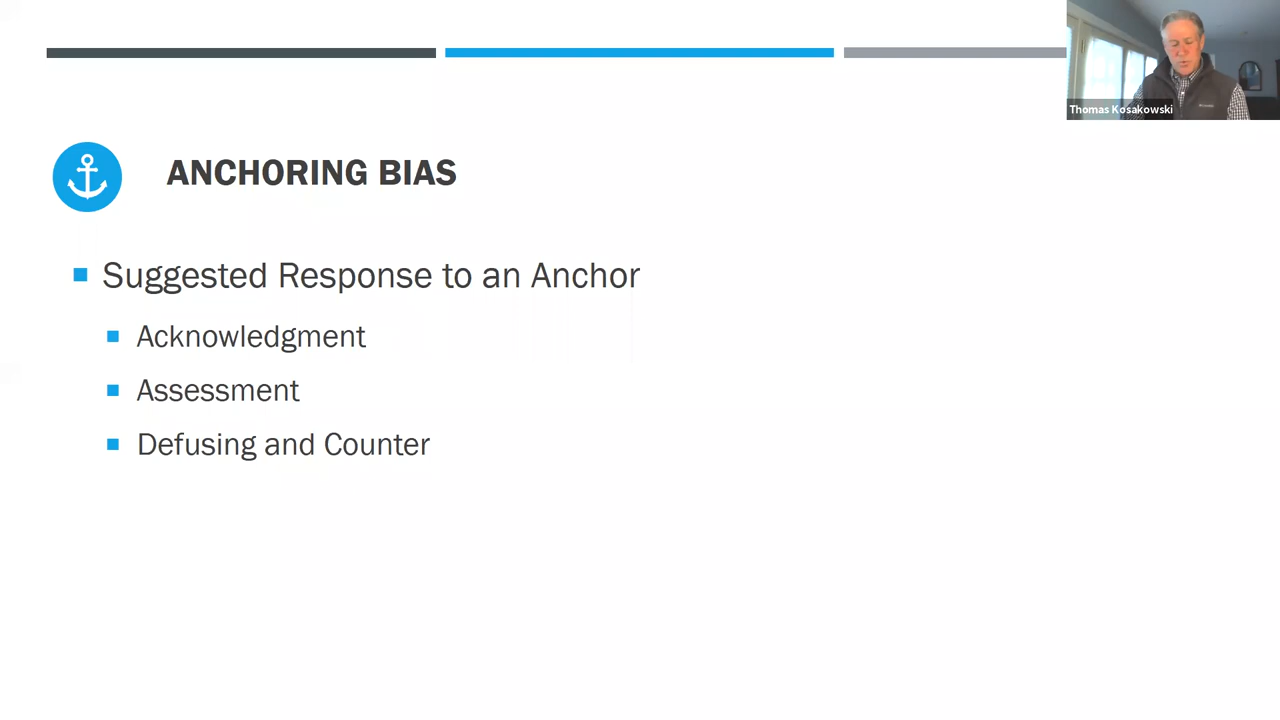 Thomas Kosakowski
ANCHORING BIAS
Suggested Response to an Anchor
Acknowledgment
Assessment
Defusing and Counter